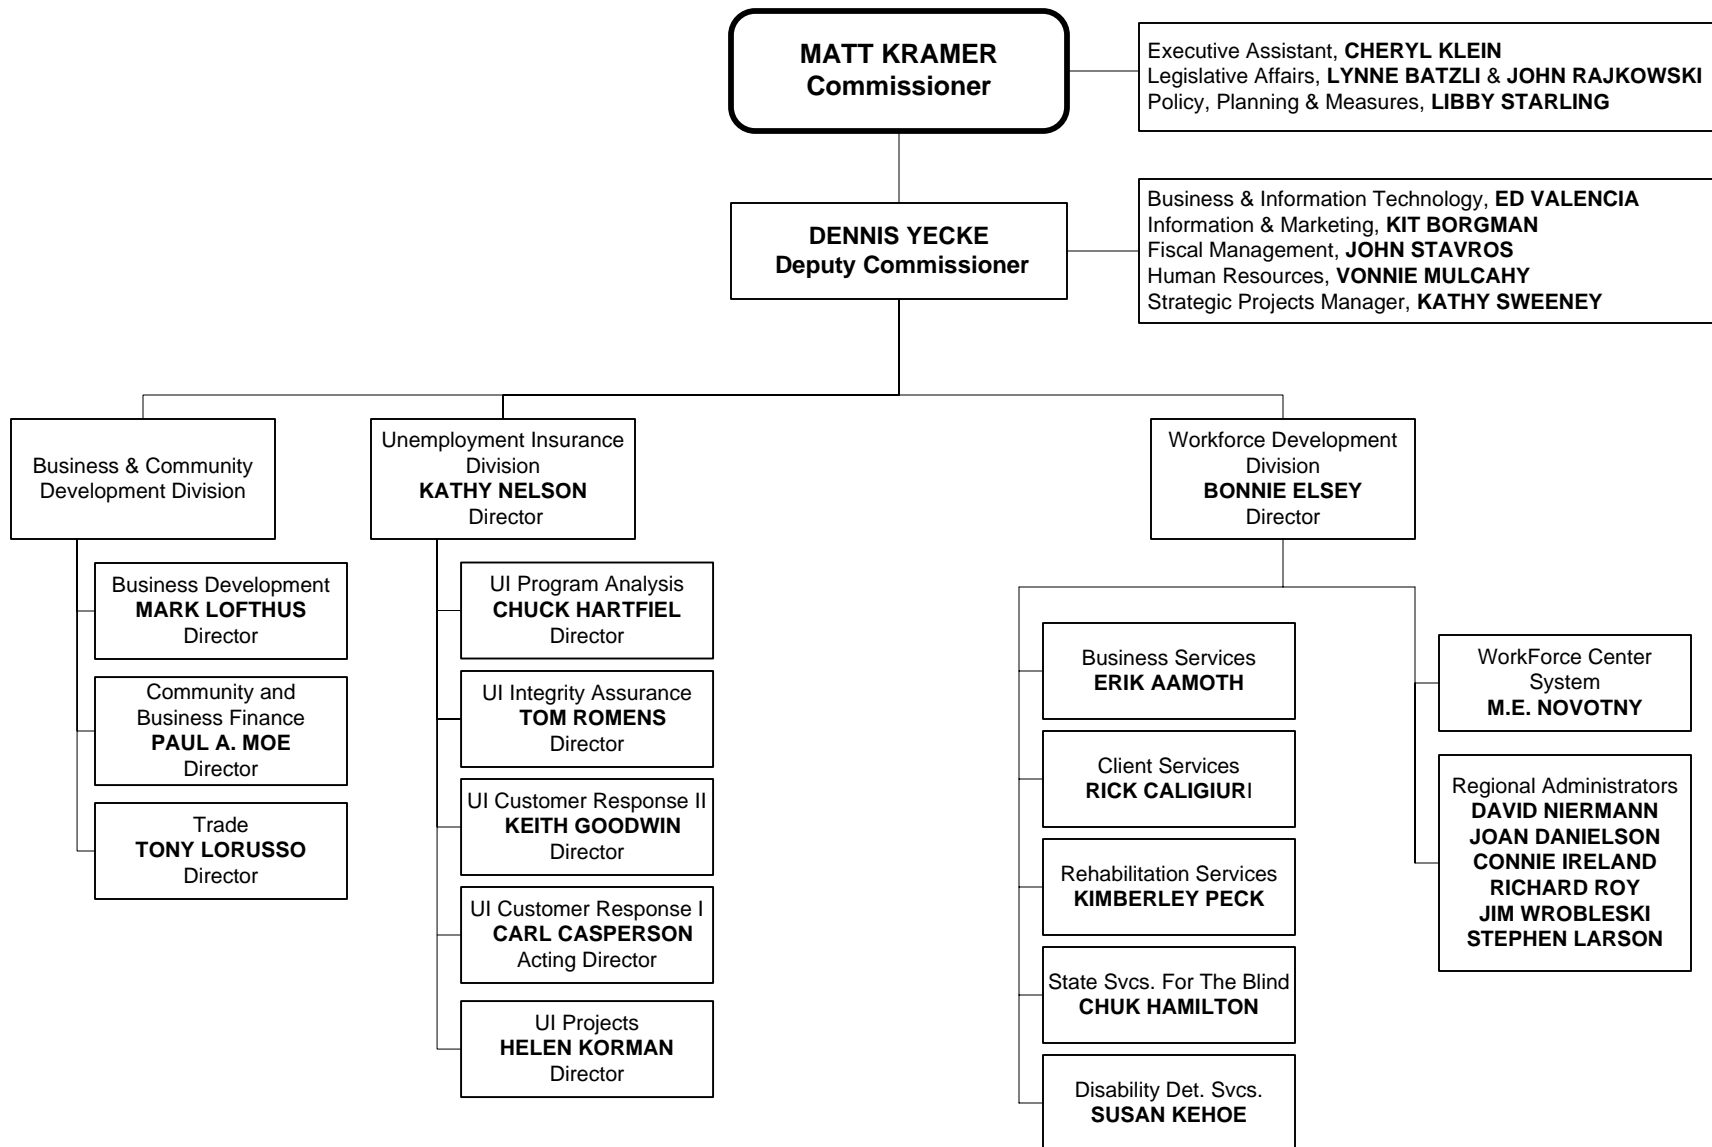 MATT KRAMER
Commissioner
Executive Assistant, CHERYL KLEIN
Legislative Affairs, LYNNE BATZLI & JOHN RAJKOWSKI
Policy, Planning & Measures, LIBBY STARLING
DENNIS YECKE
Deputy Commissioner
Business & Information Technology, ED VALENCIA
Information & Marketing, KIT BORGMAN
Fiscal Management, JOHN STAVROS
Human Resources, VONNIE MULCAHY
Strategic Projects Manager, KATHY SWEENEY
Business & Community
Development Division
Business Development
MARK LOFTHUS
Director
Community and
Business Finance
PAUL A. MOE
Director
Trade
TONY LORUSSO
Director
Unemployment Insurance
Division
KATHY NELSON
Director
UI Program Analysis
CHUCK HARTFIEL
Director
UI Integrity Assurance
TOM ROMENS
Director
UI Customer Response II
KEITH GOODWIN
Director
UI Customer Response I
CARL CASPERSON
Acting Director
UI Projects
HELEN KORMAN
Director
Workforce Development
Division
BONNIE ELSEY
Director
Business Services
ERIK AAMOTH
Client Services
RICK CALIGIURI
Rehabilitation Services
KIMBERLEY PECK
State Svcs. For The Blind
CHUK HAMILTON
Disability Det. Svcs.
SUSAN KEHOE
WorkForce Center
System
M.E. NOVOTNY
Regional Administrators
DAVID NIERMANN
JOAN DANIELSON
CONNIE IRELAND
RICHARD ROY
JIM WROBLESKI
STEPHEN LARSON